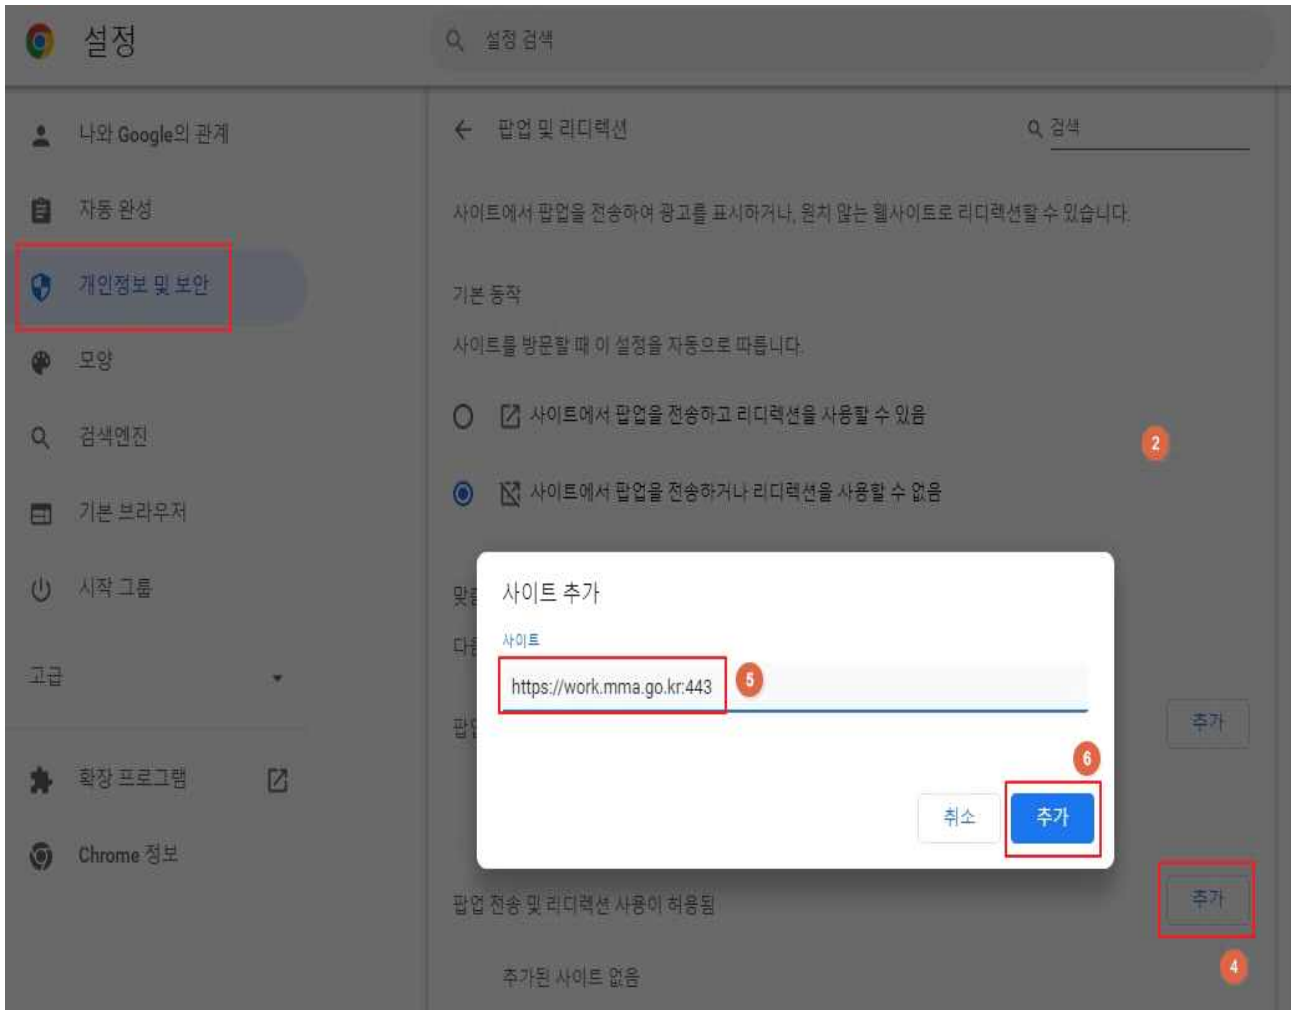 설정
설정 검색
나와 Google의 관계
자동 완성
개인정보 및 보안
모양
검색엔진
기본 브라우저
시작 그룹
고급
확장 프로그램
Chrome 정보
팝업 및 리디렉션
검색
사이트에서 팝업을 전송하여 광고를 표시하거나, 원치 않는 웹사이트로 리디렉션할 수 있습니다.
기본 동작
사이트를 방문할 때 이 설정을 자동으로 따릅니다.
사이트에서 팝업을 전송하고 리디렉션을 사용할 수 있음
2
사이트에서 팝업을 전송하거나 리디렉션을 사용할 수 없음
사이트 추가
사이트
https://work.mma.go.kr:443
5
추가
6
취소
추가
팝업 전송 및 리디렉션 사용이 허용됨
추가
4
추가된 사이트 없음